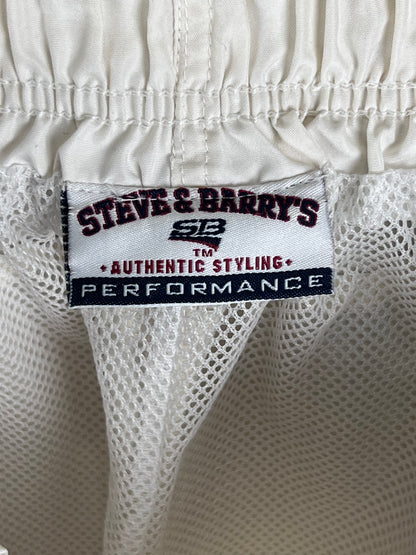 STEVE & BARRY'S
SB
TM
• AUTHENTIC STYLING •
PERFORMANCE